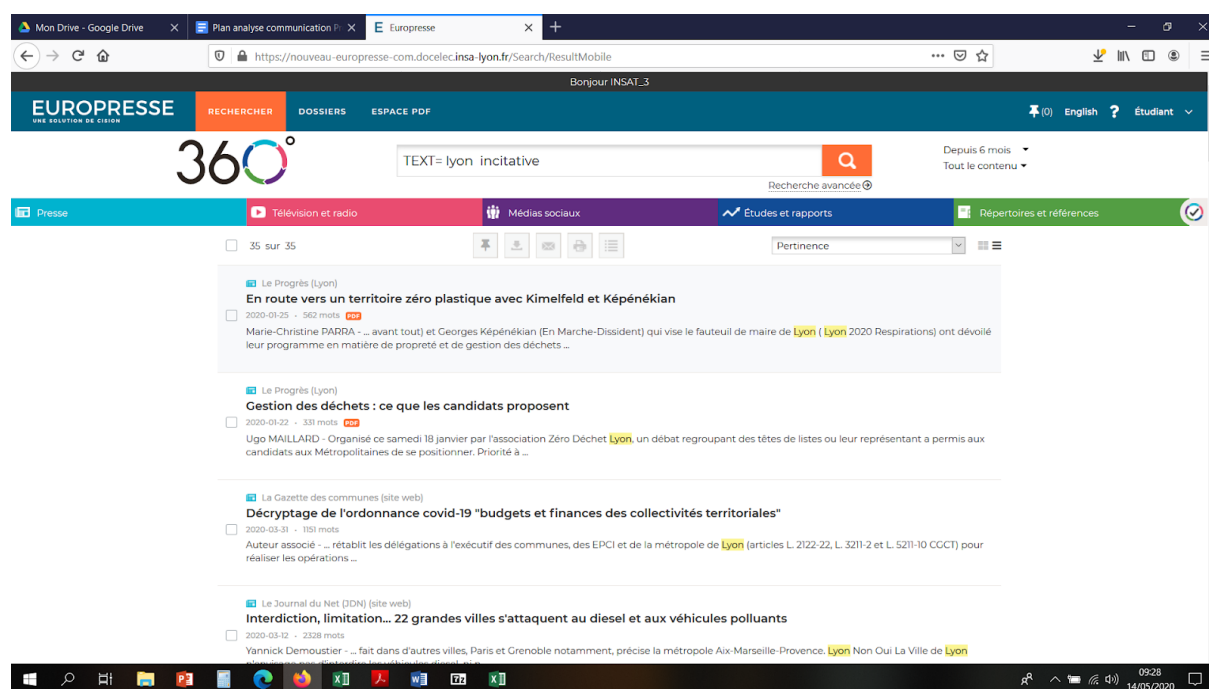 Mon Drive - Google Drive
Plan analyse communication Pr
Europresse
https://nouveau-europresse-com.docelec.insa-lyon.fr/Search/ResultMobile
Bonjour INSAT_3
EUROPRESSE
UNE SOLUTION DE CISION
RECHERCHER
DOSSIERS
ESPACE PDF
(0)
English
?
Étudiant
360°
TEXT= lyon incitative
Recherche avancée
Depuis 6 mois
Tout le contenu
Presse
Télévision et radio
Médias sociaux
Études et rapports
Répertoires et références
35 sur 35
Pertinence
Le Progrès (Lyon)
En route vers un territoire zéro plastique avec Kimelfeld et Képénékian
2020-01-25 - 562 mots PDF
Marie-Christine PARRA - ... avant tout) et Georges Képénékian (En Marche-Dissident) qui vise le fauteuil de maire de Lyon ( Lyon 2020 Respirations) ont dévoilé
leur programme en matière de propreté et de gestion des déchets ...
Le Progrès (Lyon)
Gestion des déchets : ce que les candidats proposent
2020-01-22 - 331 mots PDF
Ugo MAILLARD - Organisé ce samedi 18 janvier par l'association Zéro Déchet Lyon, un débat regroupant des têtes de listes ou leur représentant a permis aux
candidats aux Métropolitaines de se positionner. Priorité à ...
La Gazette des communes (site web)
Décryptage de l'ordonnance covid-19 "budgets et finances des collectivités territoriales"
2020-03-31 - 1151 mots
Auteur associé - ... rétablit les délégations à l'exécutif des communes, des EPCI et de la métropole de Lyon (articles L. 2122-22, L. 3211-2 et L. 5211-10 CGCT) pour
réaliser les opérations ...
Le Journal du Net (JDN) (site web)
Interdiction, limitation... 22 grandes villes s'attaquent au diesel et aux véhicules polluants
2020-03-12 - 2328 mots
Yannick Demoustier - ... fait dans d'autres villes, Paris et Grenoble notamment, précise la métropole Aix-Marseille-Provence. Lyon Non Oui La Ville de Lyon
09:28
14/05/2020